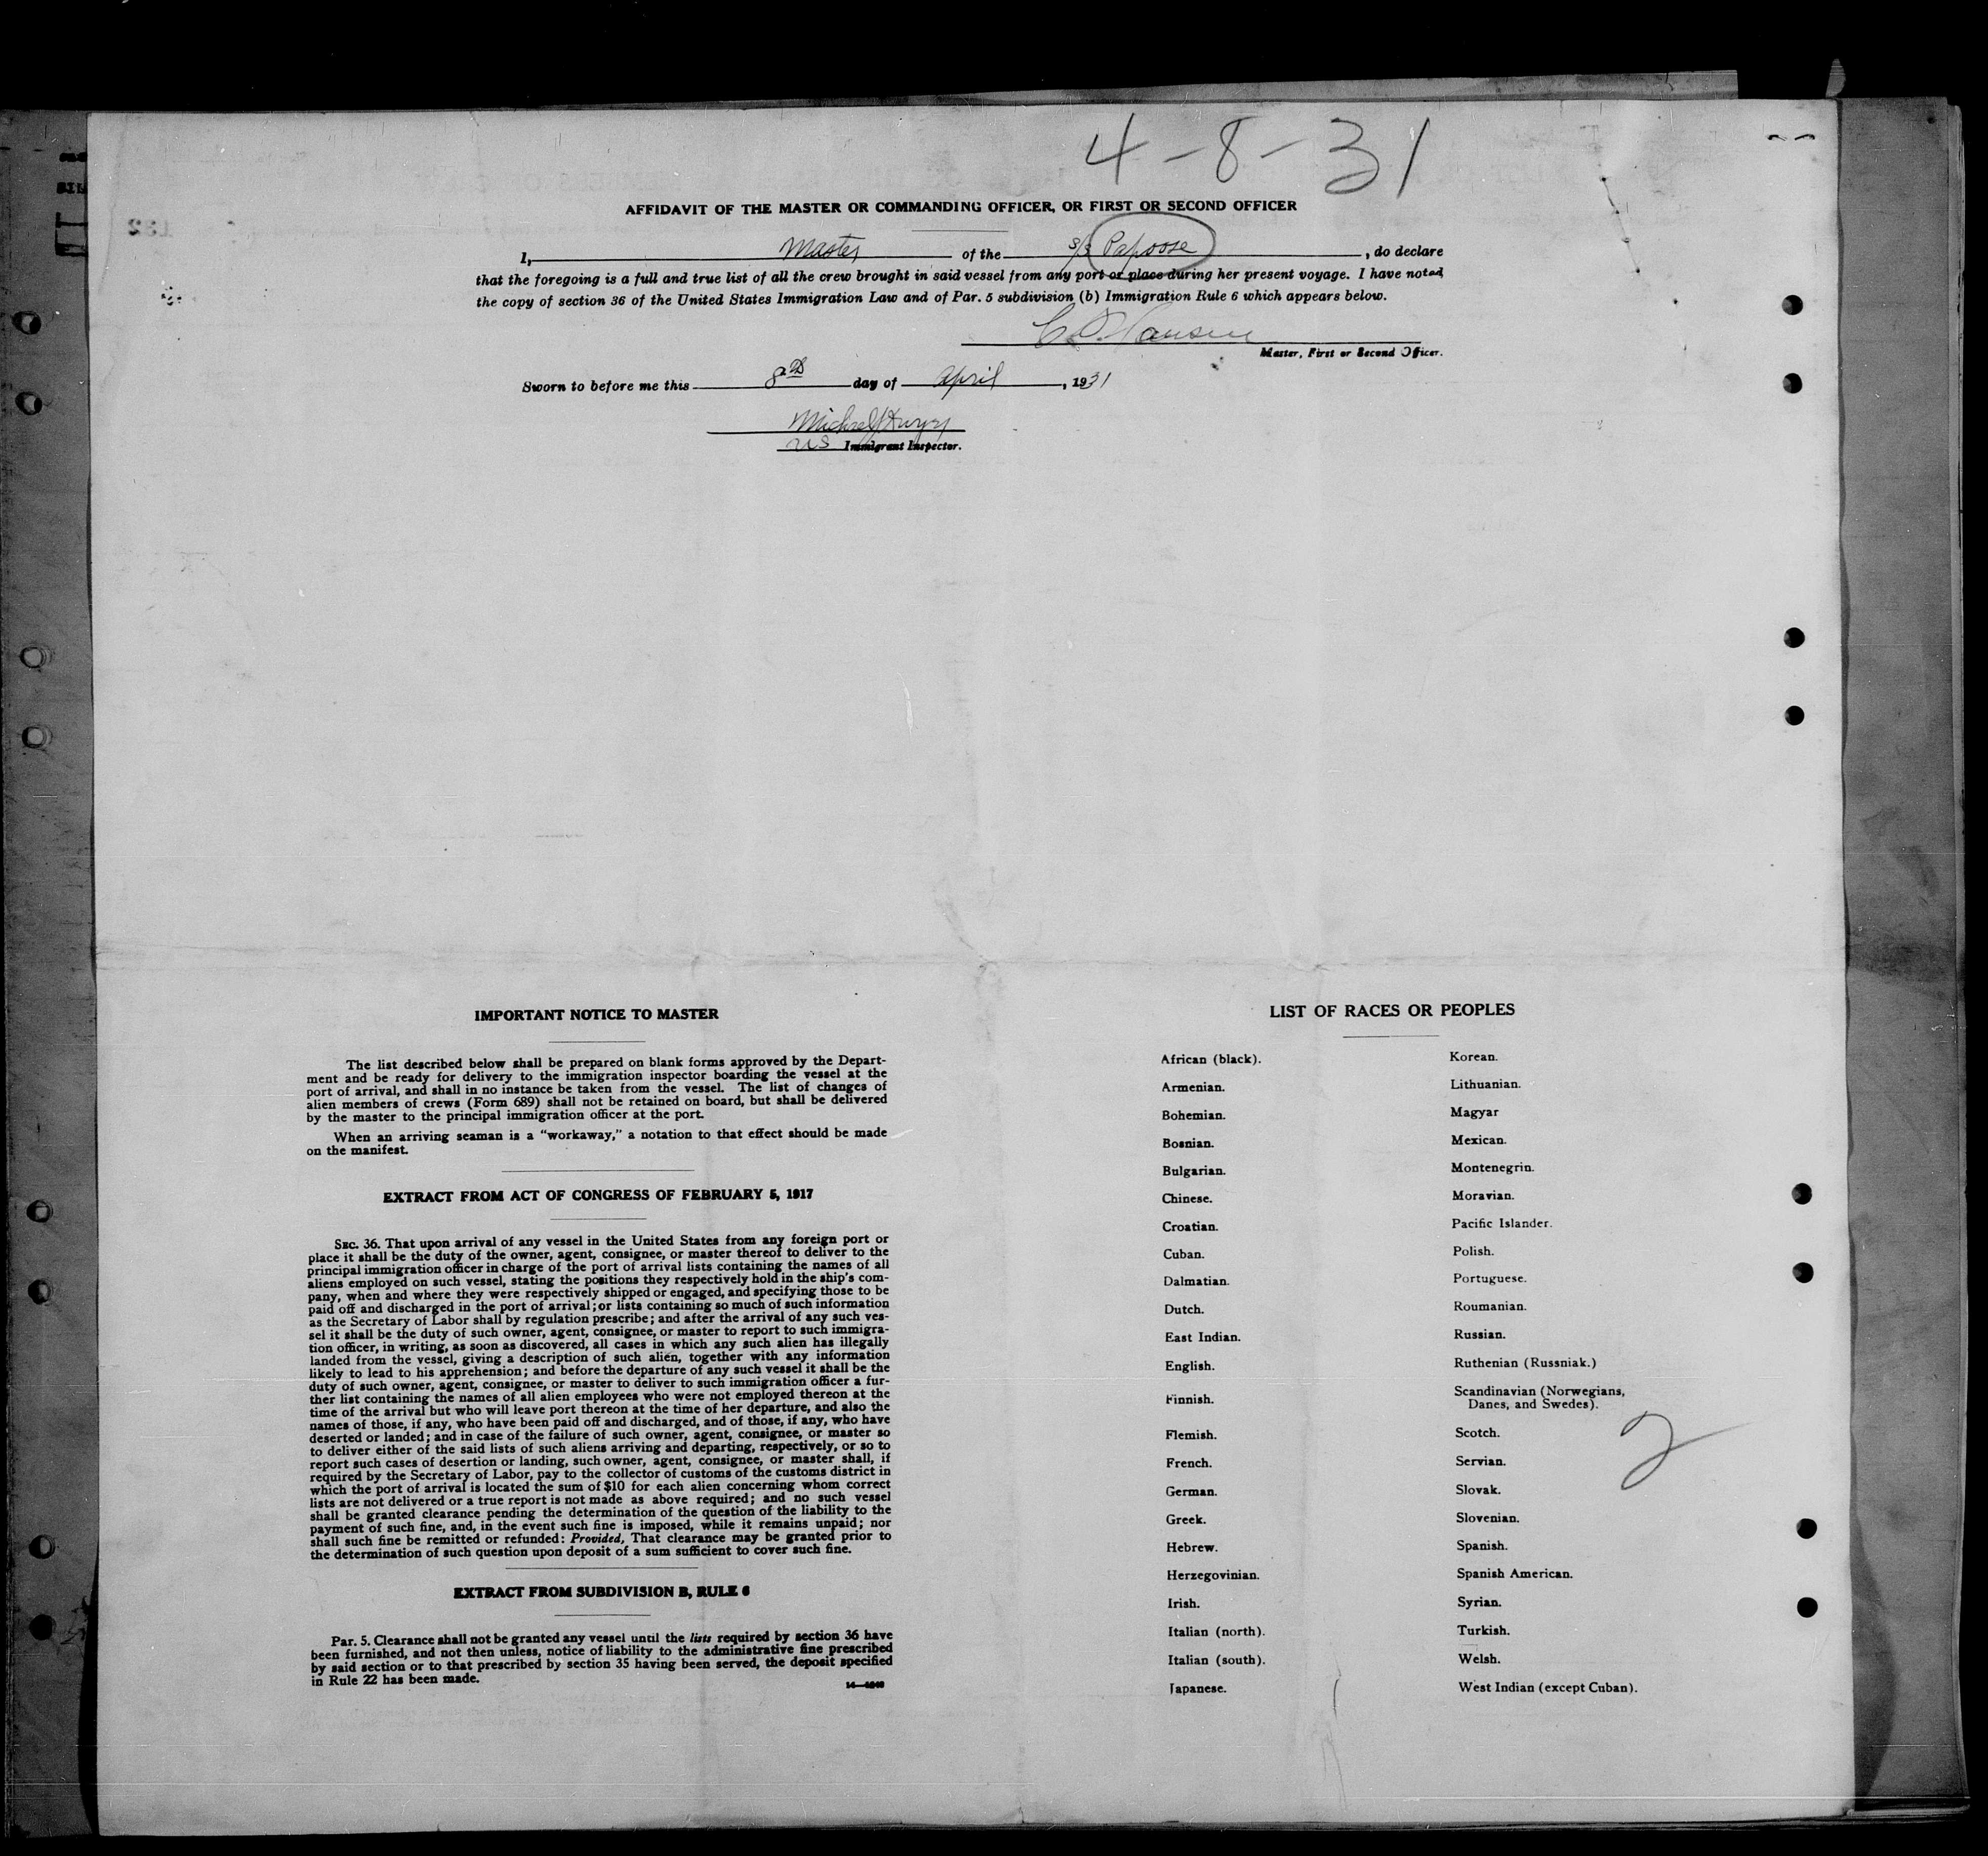 4-8-31
AFFIDAVIT OF THE MASTER OR COMMANDING OFFICER, OR FIRST OR SECOND OFFICER
I, Master of the S/S Papoose, do declare
that the foregoing is a full and true list of all the crew brought in said vessel from any port or place during her present voyage. I have noted
the copy of section 36 of the United States Immigration Law and of Par. 5 subdivision (b) Immigration Rule 6 which appears below.
Hansen
Master, First or Second Officer.
Sworn to before me this 8th day of April, 1931
Michael
US Immigrant Inspector.
IMPORTANT NOTICE TO MASTER
The list described below shall be prepared on blank forms approved by the Depart-
ment and be ready for delivery to the immigration inspector boarding the vessel at the
port of arrival, and shall in no instance be taken from the vessel. The list of changes of
alien members of crews (Form 689) shall not be retained on board, but shall be delivered
by the master to the principal immigration officer at the port.
When an arriving seaman is a “workaway,” a notation to that effect should be made
on the manifest.
EXTRACT FROM ACT OF CONGRESS OF FEBRUARY 5, 1917
SEC. 36. That upon arrival of any vessel in the United States from any foreign port or
place it shall be the duty of the owner, agent, consignee, or master thereof to deliver to the
principal immigration officer in charge of the port of arrival lists containing the names of all
aliens employed on such vessel, stating the positions they respectively hold in the ship's com-
pany, when and where they were respectively shipped or engaged, and specifying those to be
paid off and discharged in the port of arrival; or lists containing so much of such information
as the Secretary of Labor shall by regulation prescribe; and after the arrival of any such ves-
sel it shall be the duty of such owner, agent, consignee, or master to report to such immigra-
tion officer, in writing, as soon as discovered, all cases in which any such alien has illegally
landed from the vessel, giving a description of such alien, together with any information
likely to lead to his apprehension; and before the departure of any such vessel it shall be the
duty of such owner, agent, consignee, or master to deliver to such immigration officer a fur-
ther list containing the names of all alien employees who were not employed thereon at the
time of the arrival but who will leave port thereon at the time of her departure, and also the
names of those, if any, who have been paid off and discharged, and of those, if any, who have
deserted or landed; and in case of the failure of such owner, agent, consignee, or master so
to deliver either of the said lists of such aliens arriving and departing, respectively, or so to
report such cases of desertion or landing, such owner, agent, consignee, or master shall, if
required by the Secretary of Labor, pay to the collector of customs of the customs district in
which the port of arrival is located the sum of $10 for each alien concerning whom correct
lists are not delivered or a true report is not made as above required; and no such vessel
shall be granted clearance pending the determination of the question of the liability to the
payment of such fine, and, in the event such fine is imposed, while it remains unpaid; nor
shall such fine be remitted or refunded: Provided, That clearance may be granted prior to
the determination of such question upon deposit of a sum sufficient to cover such fine.
EXTRACT FROM SUBDIVISION B, RULE 6
Par. 5. Clearance shall not be granted any vessel until the lists required by section 36 have
been furnished, and not then unless, notice of liability to the administrative fine prescribed
by said section or to that prescribed by section 35 having been served, the deposit specified
in Rule 22 has been made.
LIST OF RACES OR PEOPLES
African (black).
Armenian.
Bohemian.
Bosnian.
Bulgarian.
Chinese.
Croatian.
Cuban.
Dalmatian.
Dutch.
East Indian.
English.
Finnish.
Flemish.
French.
German.
Greek.
Hebrew.
Herzegovinian.
Irish.
Italian (north).
Italian (south).
Japanese.
Korean.
Lithuanian.
Magyar
Mexican.
Montenegrin.
Moravian.
Pacific Islander.
Polish.
Portuguese.
Roumanian.
Russian.
Ruthenian (Russniak.)
Scandinavian (Norwegians,
Danes, and Swedes).
Scotch.
Servian.
Slovak.
Slovenian.
Spanish.
Spanish American.
Syrian.
Turkish.
Welsh.
West Indian (except Cuban).
2